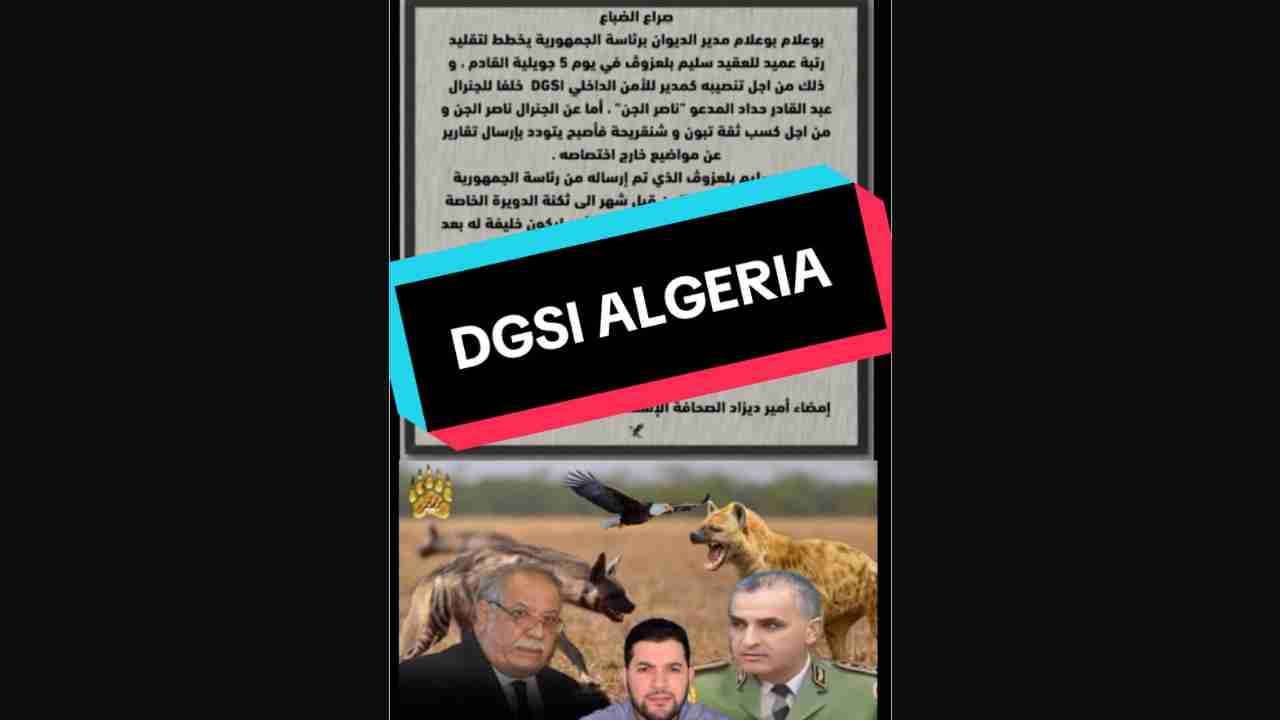 صراع الضباع
بوعلام بوعلام مدير الديوان برئاسة الجمهورية يخطط لتقليد
رتبة عميد للعقيد سليم بلعزوڨ في يوم 5 جويلية القادم ، و
ذلك من اجل تنصيبه كمدير للأمن الداخلي DGSI خلفا للجنرال
عبد القادر حداد المدعو "ناصر الجن" ، أما عن الجنرال ناصر الجن و
من اجل كسب ثقة تبون و شنقريحة فأصبح يتودد بإرسال تقارير
عن مواضيع خارج اختصاصه .
بلعزوڨ الذي تم إرساله من رئاسة الجمهورية
قبل شهر الى ثكنة الدويرة الخاصة
ليكون خليفة له بعد
DGSI ALGERIA
إمضاء أمير ديزاد الصحافة